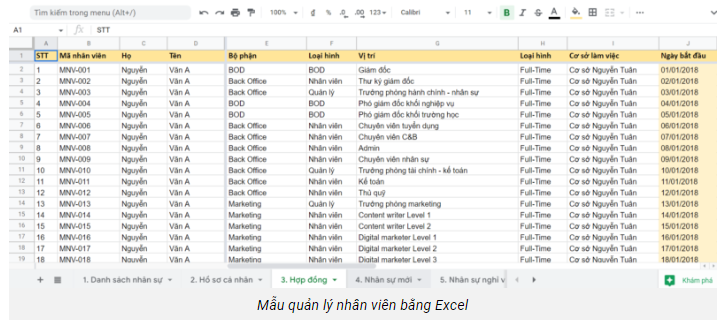 Tìm kiếm trong menu (Alt+/) 100% ₫ % .0 .00 123 Calibri 11 B I S A
A1 fx STT
A B C D E F G H I J
1 STT Mã nhân viên Họ Tên Bộ phận Loại hình Vị trí Loại hình Cơ sở làm việc Ngày bắt đầu
2 1 MNV-001 Nguyễn Văn A BOD BOD Giám đốc Full-Time Cơ sở Nguyễn Tuân 01/01/2018
3 2 MNV-002 Nguyễn Văn A Back Office Nhân viên Thư ký giám đốc Full-Time Cơ sở Nguyễn Tuân 02/01/2018
4 3 MNV-003 Nguyễn Văn A Back Office Quản lý Trưởng phòng hành chính - nhân sự Full-Time Cơ sở Nguyễn Tuân 03/01/2018
5 4 MNV-004 Nguyễn Văn A BOD BOD Phó giám đốc khối nghiệp vụ Full-Time Cơ sở Nguyễn Tuân 04/01/2018
6 5 MNV-005 Nguyễn Văn A BOD BOD Phó giám đốc khối trường học Full-Time Cơ sở Nguyễn Tuân 05/01/2018
7 6 MNV-006 Nguyễn Văn A Back Office Nhân viên Chuyên viên tuyển dụng Full-Time Cơ sở Nguyễn Tuân 06/01/2018
8 7 MNV-007 Nguyễn Văn A Back Office Nhân viên Chuyên viên C&B Full-Time Cơ sở Nguyễn Tuân 07/01/2018
9 8 MNV-008 Nguyễn Văn A Back Office Nhân viên Admin Full-Time Cơ sở Nguyễn Tuân 08/01/2018
10 9 MNV-009 Nguyễn Văn A Back Office Nhân viên Chuyên viên nhân sự Full-Time Cơ sở Nguyễn Tuân 09/01/2018
11 10 MNV-010 Nguyễn Văn A Back Office Quản lý Trưởng phòng tài chính - kế toán Full-Time Cơ sở Nguyễn Tuân 10/01/2018
12 11 MNV-011 Nguyễn Văn A Back Office Nhân viên Kế toán Full-Time Cơ sở Nguyễn Tuân 11/01/2018
13 12 MNV-012 Nguyễn Văn A Back Office Nhân viên Thủ quỹ Full-Time Cơ sở Nguyễn Tuân 12/01/2018
14 13 MNV-013 Nguyễn Văn A Marketing Quản lý Trưởng phòng marketing Full-Time Cơ sở Nguyễn Tuân 13/01/2018
15 14 MNV-014 Nguyễn Văn A Marketing Nhân viên Content writer Level 1 Full-Time Cơ sở Nguyễn Tuân 14/01/2018
16 15 MNV-015 Nguyễn Văn A Marketing Nhân viên Content writer Level 2 Full-Time Cơ sở Nguyễn Tuân 15/01/2018
17 16 MNV-016 Nguyễn Văn A Marketing Nhân viên Digital marketer Level 1 Full-Time Cơ sở Nguyễn Tuân 16/01/2018
18 17 MNV-017 Nguyễn Văn A Marketing Nhân viên Digital marketer Level 2 Full-Time Cơ sở Nguyễn Tuân 17/01/2018
19 18 MNV-018 Nguyễn Văn A Marketing Nhân viên Digital marketer Level 3 Full-Time Cơ sở Nguyễn Tuân 18/01/2018
1. Danh sách nhân sự 2. Hồ sơ cá nhân 3. Hợp đồng 4. Nhân sự mới 5. Nhân sự nghỉ v Khám phá
Mẫu quản lý nhân viên bằng Excel